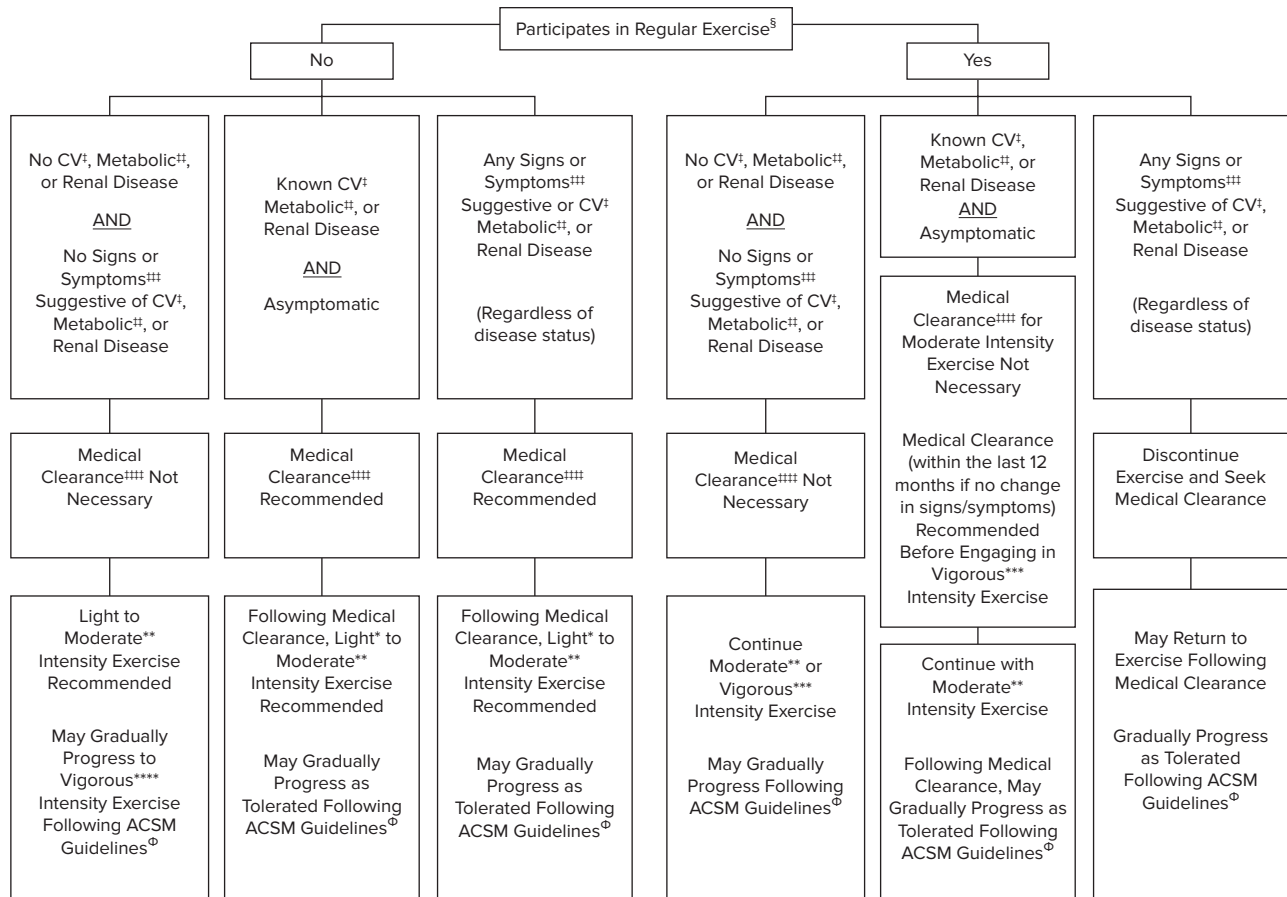 Participates in Regular Exercise§
No
Yes
No CV‡, Metabolic‡‡,
or Renal Disease
AND
No Signs or
Symptoms‡‡‡
Suggestive of CV‡,
Metabolic‡‡, or
Renal Disease
Known CV‡
Metabolic‡‡, or
Renal Disease
AND
Asymptomatic
Any Signs or
Symptoms‡‡‡
Suggestive or CV‡
Metabolic‡‡, or
Renal Disease
(Regardless of
disease status)
No CV‡, Metabolic‡‡,
or Renal Disease
AND
No Signs or
Symptoms‡‡‡
Suggestive of CV‡,
Metabolic‡‡, or
Renal Disease
Known CV‡,
Metabolic‡‡, or
Renal Disease
AND
Asymptomatic
Any Signs or
Symptoms‡‡‡
Suggestive of CV‡,
Metabolic‡‡, or
Renal Disease
(Regardless of
disease status)
Medical
Clearance‡‡‡‡ Not
Necessary
Medical
Clearance‡‡‡‡
Recommended
Medical
Clearance‡‡‡‡
Recommended
Medical
Clearance‡‡‡‡ Not
Necessary
Medical
Clearance‡‡‡‡ for
Moderate Intensity
Exercise Not
Necessary
Medical Clearance
(within the last 12
months if no change
in signs/symptoms)
Recommended
Before Engaging in
Vigorous***
Intensity Exercise
Discontinue
Exercise and Seek
Medical Clearance
Light to
Moderate**
Intensity Exercise
Recommended
May Gradually
Progress to
Vigorous****
Intensity Exercise
Following ACSM
Guidelinesᶲ
Following Medical
Clearance, Light* to
Moderate**
Intensity Exercise
Recommended
May Gradually
Progress as
Tolerated Following
ACSM Guidelinesᶲ
Following Medical
Clearance, Light* to
Moderate**
Intensity Exercise
Recommended
May Gradually
Progress as
Tolerated Following
ACSM Guidelinesᶲ
Continue
Moderate** or
Vigorous***
Intensity Exercise
May Gradually
Progress Following
ACSM Guidelinesᶲ
Continue with
Moderate**
Intensity Exercise
Following Medical
Clearance, May
Gradually Progress as
Tolerated Following
ACSM Guidelinesᶲ
May Return to
Exercise Following
Medical Clearance
Gradually Progress
as Tolerated
Following ACSM
Guidelinesᶲ